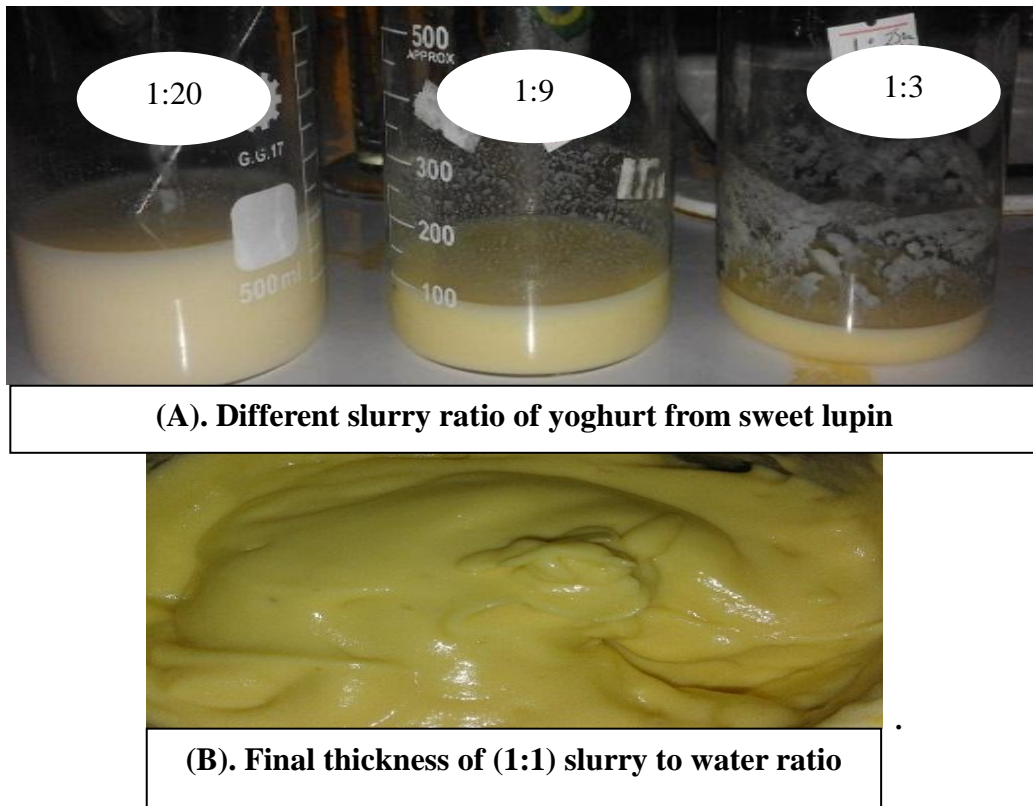 1:20
1:9
1:3
500
APPROX
G.G.17
300
200
500ml
100
(A). Different slurry ratio of yoghurt from sweet lupin
.
(B). Final thickness of (1:1) slurry to water ratio